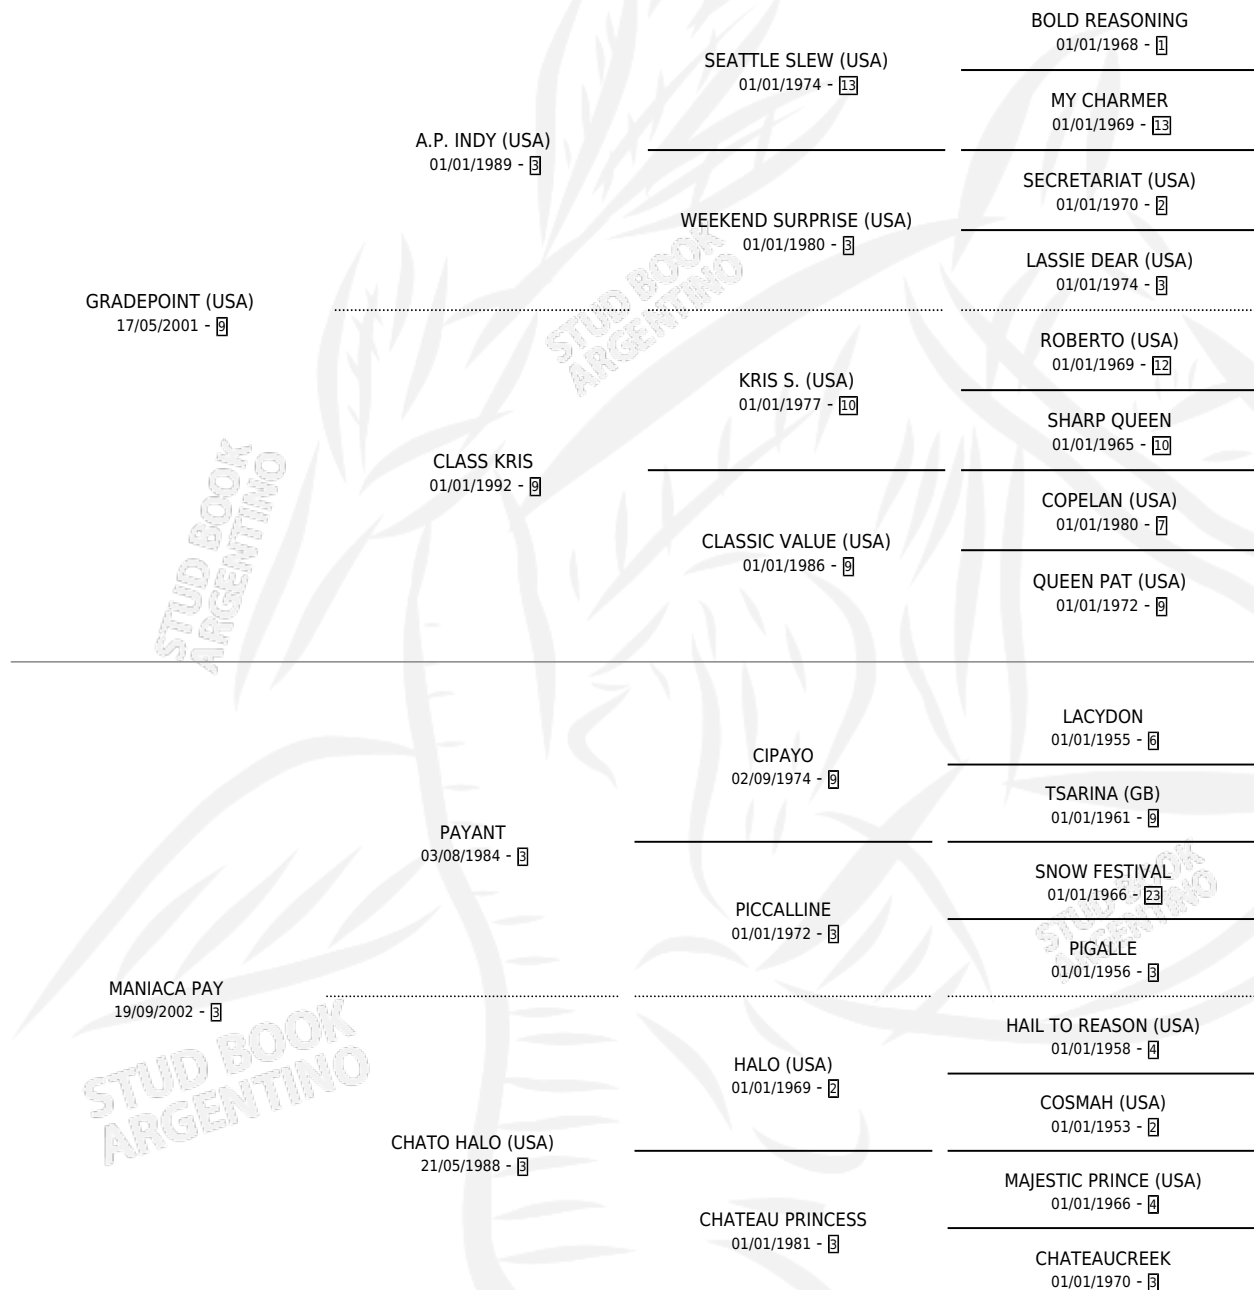 BOLD REASONING
01/01/1968 - 1
SEATTLE SLEW (USA)
01/01/1974 - 13
MY CHARMER
01/01/1969 - 13
A.P. INDY (USA)
01/01/1989 - 3
SECRETARIAT (USA)
01/01/1970 - 2
WEEKEND SURPRISE (USA)
01/01/1980 - 3
LASSIE DEAR (USA)
01/01/1974 - 3
GRADEPOINT (USA)
17/05/2001 - 9
ROBERTO (USA)
01/01/1969 - 12
KRIS S. (USA)
01/01/1977 - 10
SHARP QUEEN
01/01/1965 - 10
CLASS KRIS
01/01/1992 - 9
COPELAN (USA)
01/01/1980 - 7
CLASSIC VALUE (USA)
01/01/1986 - 9
QUEEN PAT (USA)
01/01/1972 - 9
LACYDON
01/01/1955 - 6
CIPAYO
02/09/1974 - 9
TSARINA (GB)
01/01/1961 - 9
PAYANT
03/08/1984 - 3
SNOW FESTIVAL
01/01/1966 - 23
PICCALLINE
01/01/1972 - 3
PIGALLE
01/01/1956 - 3
MANIACA PAY
19/09/2002 - 3
HAIL TO REASON (USA)
01/01/1958 - 4
HALO (USA)
01/01/1969 - 2
COSMAH (USA)
01/01/1953 - 2
CHATO HALO (USA)
21/05/1988 - 3
MAJESTIC PRINCE (USA)
01/01/1966 - 4
CHATEAU PRINCESS
01/01/1981 - 3
CHATEAUCREEK
01/01/1970 - 3
STUD BOOK
ARGENTINO
STUD BOOK
ARGENTINO
STUD BOOK
ARGENTINO
STUD BOOK
ARGENTINO